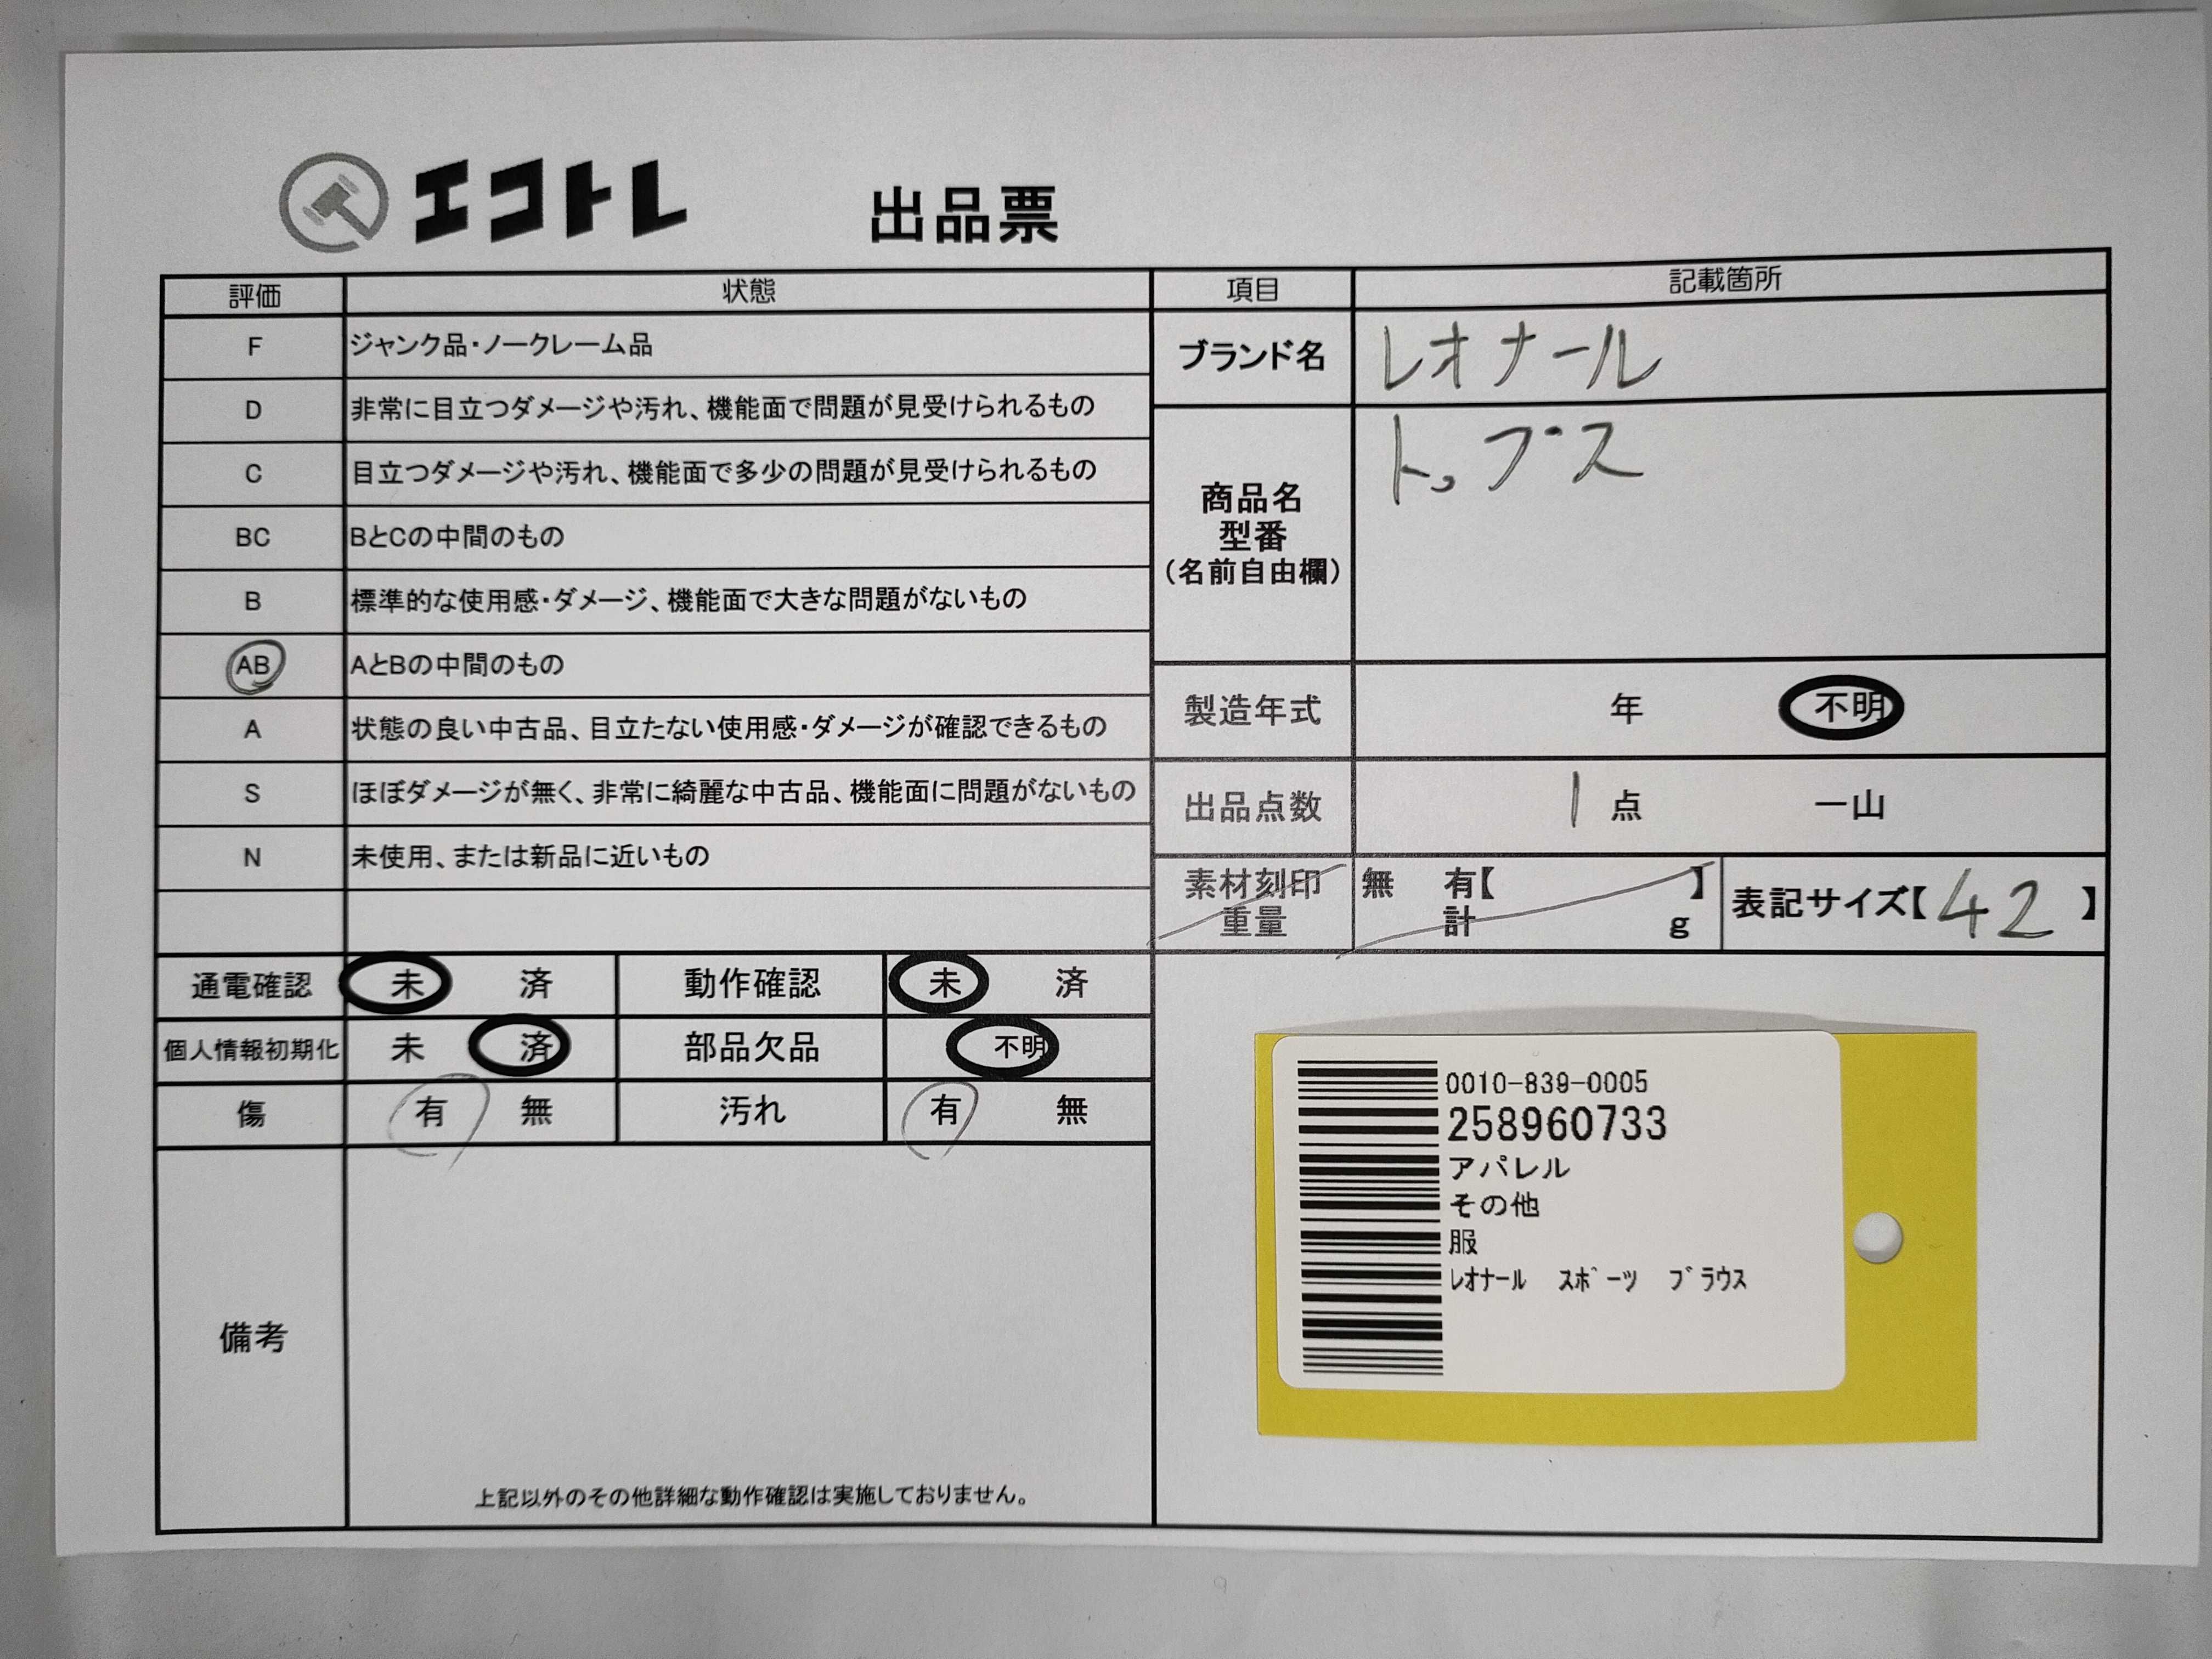 エコトレ 出品票
評価 状態
F ジャンク品・ノークレーム品
D 非常に目立つダメージや汚れ、機能面で問題が見受けられるもの
C 目立つダメージや汚れ、機能面で多少の問題が見受けられるもの
BC BとCの中間のもの
B 標準的な使用感・ダメージ、機能面で大きな問題がないもの
AB AとBの中間のもの
A 状態の良い中古品、目立たない使用感・ダメージが確認できるもの
S ほぼダメージが無く、非常に綺麗な中古品、機能面に問題がないもの
N 未使用、または新品に近いもの
通電確認 未 済 動作確認 未 済
個人情報初期化 未 済 部品欠品 不明
傷 有 無 汚れ 有 無
備考
上記以外のその他詳細な動作確認は実施しておりません。
項目 記載箇所
ブランド名 レオナール
商品名
型番
（名前自由欄）
トップス
製造年式 年 不明
出品点数 1 点 一山
素材刻印 無 有【 】
重量 計 g
表記サイズ【42】
0010-839-0005
258960733
アパレル
その他
服
ﾚｵﾅｰﾙ ｽﾎﾟｰﾂ ﾌﾞﾗｳｽ